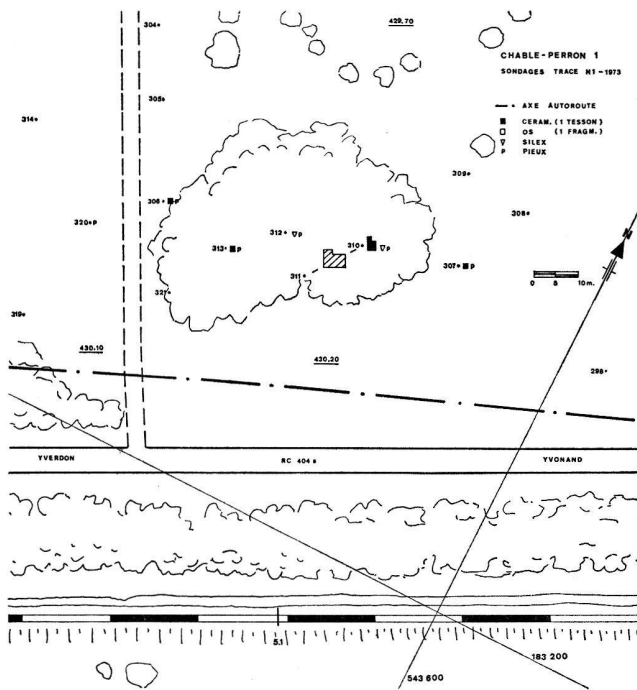 304
429.70
CHABLE-PERRON 1
SONDAGES TRACE N1-1973
AXE AUTOROUTE
CERAM. (1 TESSON)
OS (1 FRAGM.)
SILEX
P PIEUX
305
314
309
306 P
308
320 P
312 P
310 P
313 P
307 P
311
321
0 5 10 m.
N
319
430.10
430.20
298
YVERDON RC 404 a YVONAND
5.1
183 200
543 600